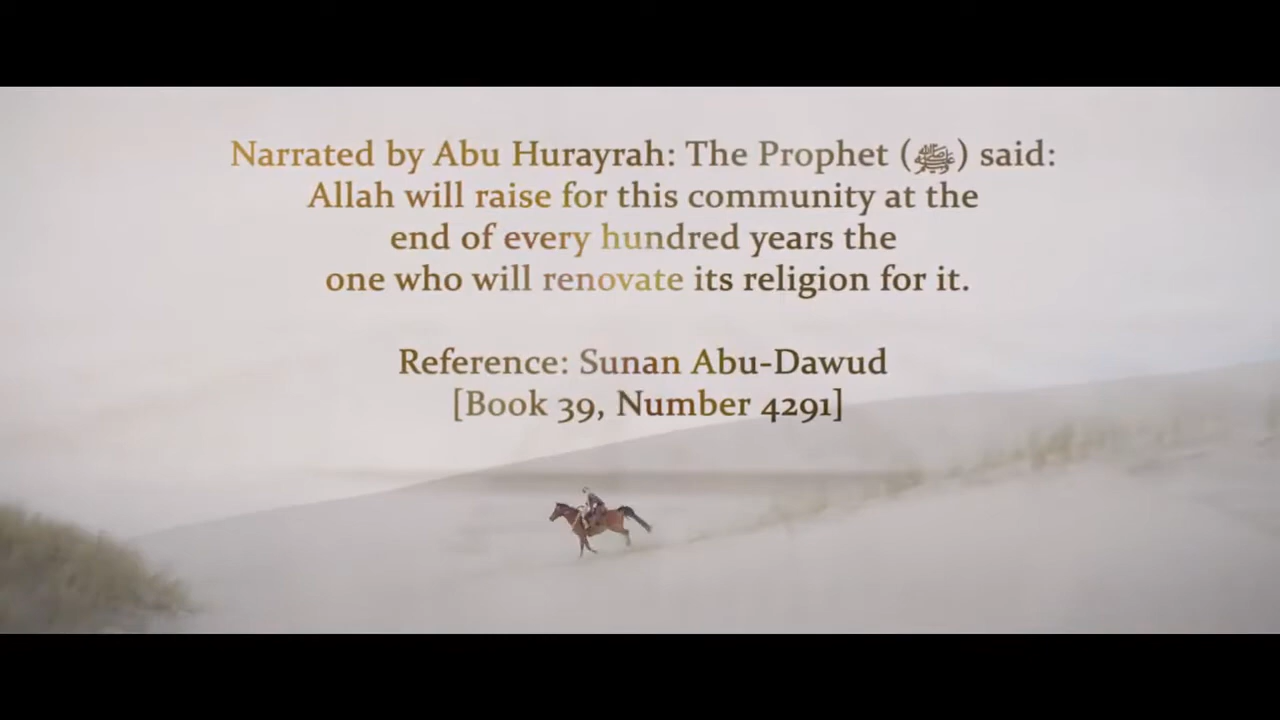 Narrated by Abu Hurayrah: The Prophet (ﷺ) said:
Allah will raise for this community at the
end of every hundred years the
one who will renovate its religion for it.
Reference: Sunan Abu-Dawud
[Book 39, Number 4291]